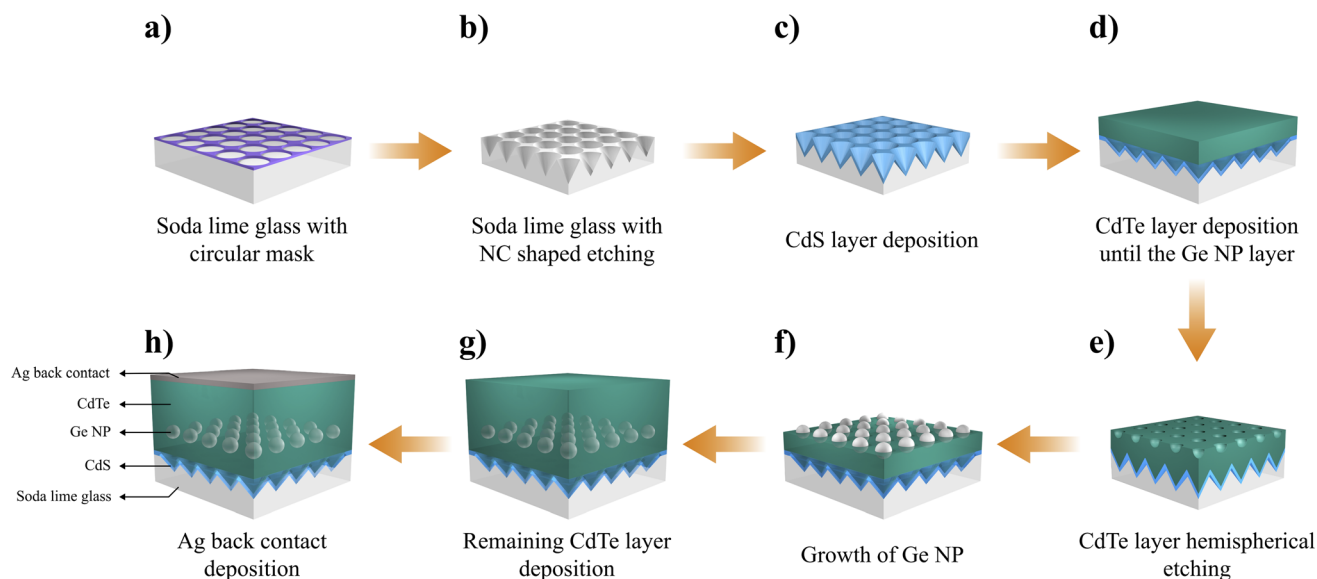 a)
b)
c)
d)
Soda lime glass with
circular mask
Soda lime glass with
NC shaped etching
CdS layer deposition
CdTe layer deposition
until the Ge NP layer
h)
g)
f)
e)
Ag back contact
CdTe
Ge NP
CdS
Soda lime glass
Ag back contact
deposition
Remaining CdTe layer
deposition
Growth of Ge NP
CdTe layer hemispherical
etching